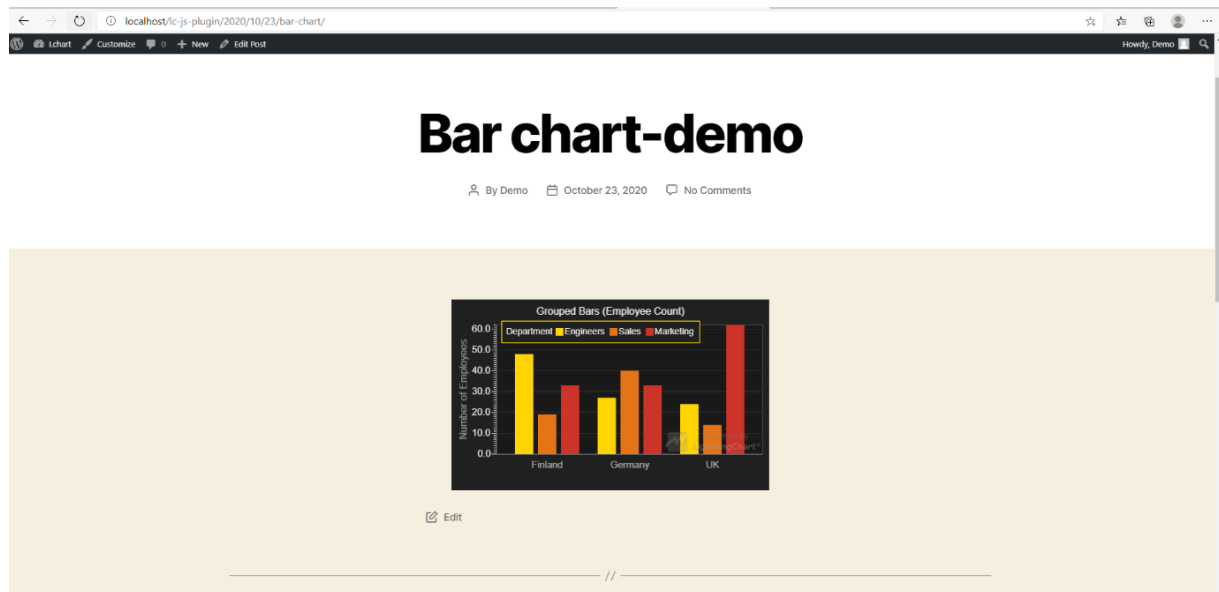 localhost/lc-js-plugin/2020/10/23/bar-chart/
Lchart Customize 0 + New Edit Post Howdy, Demo
Bar chart-demo
By Demo October 23, 2020 No Comments
Grouped Bars (Employee Count)
Department Engineers Sales Marketing
Number of Employees
60.0
50.0
40.0
30.0
20.0
10.0
0.0
Finland Germany UK
Edit
//